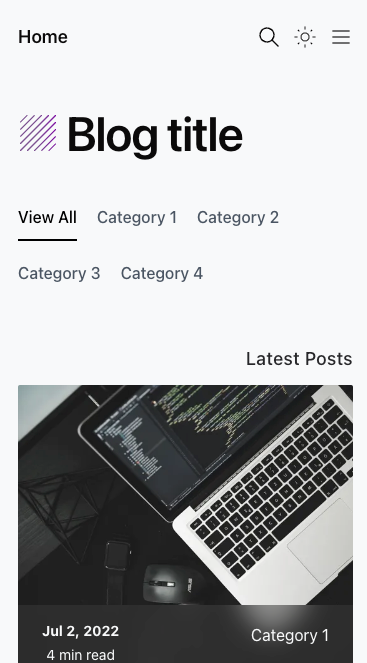 Home
Blog title
View All Category 1 Category 2
Category 3 Category 4
Latest Posts
Jul 2, 2022
Category 1
4 min read